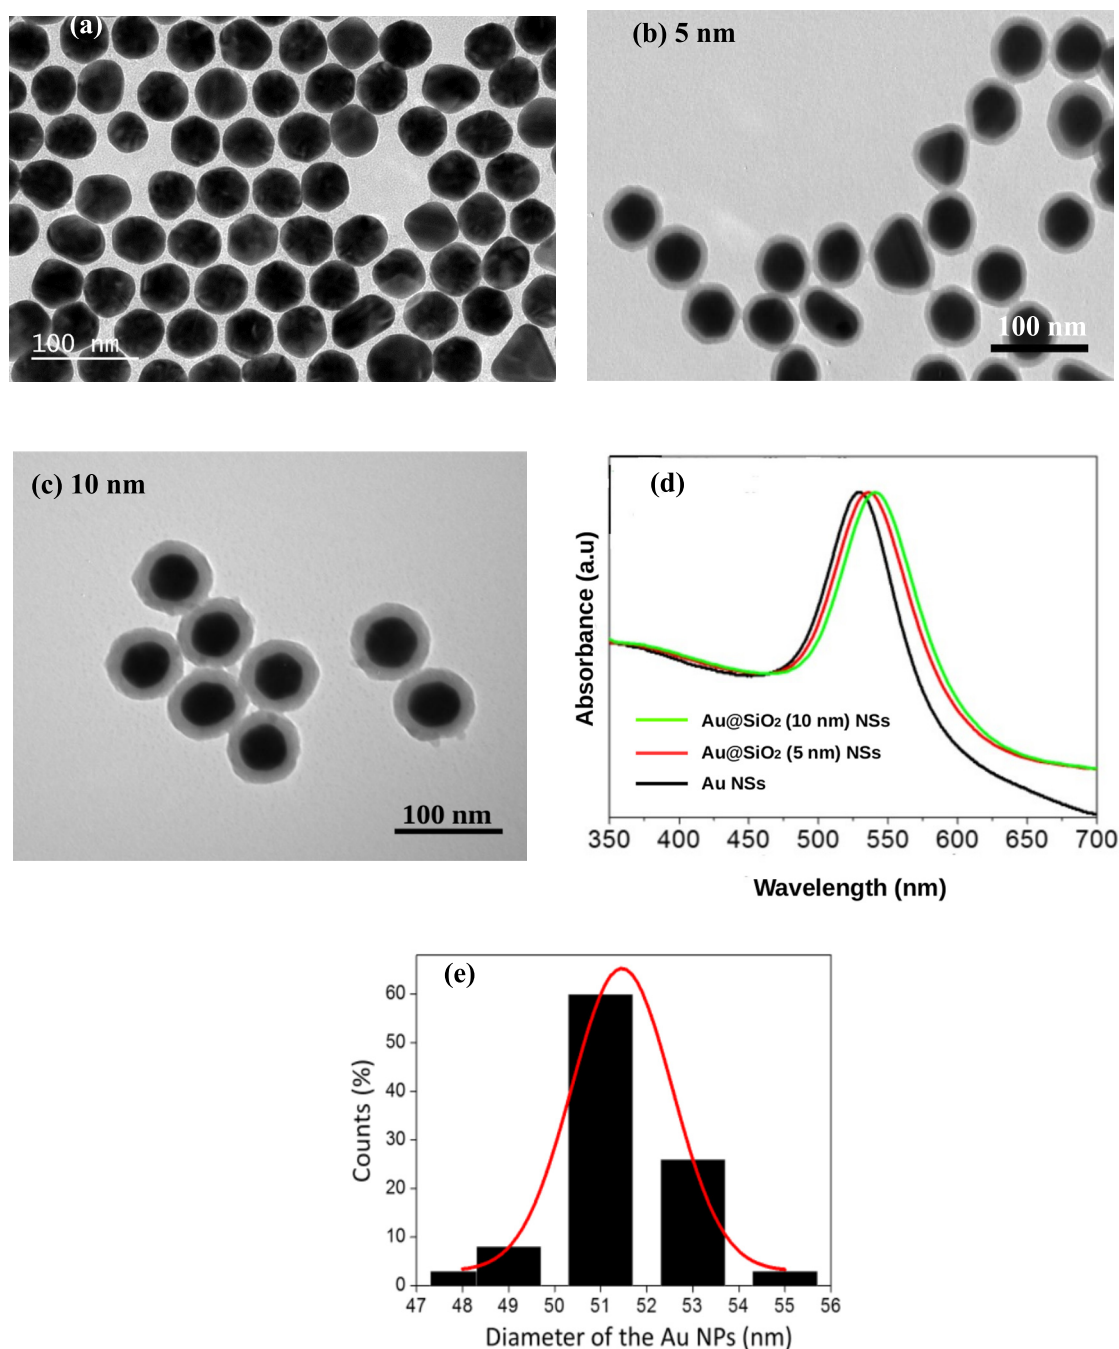 (a)
100 nm
(b) 5 nm
100 nm
(c) 10 nm
100 nm
(d)
Absorbance (a.u)
Au@SiO2 (10 nm) NSs
Au@SiO2 (5 nm) NSs
Au NSs
350 400 450 500 550 600 650 700
Wavelength (nm)
(e)
Counts (%)
60
50
40
30
20
10
0
47 48 49 50 51 52 53 54 55 56
Diameter of the Au NPs (nm)